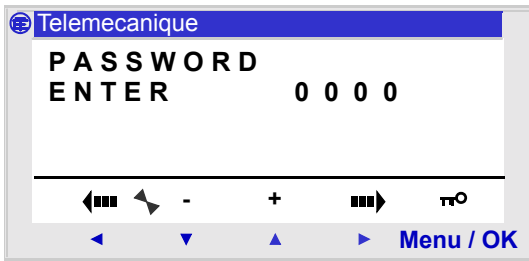 Telemecanique
PASSWORD
ENTER 0000
- +
Menu / OK